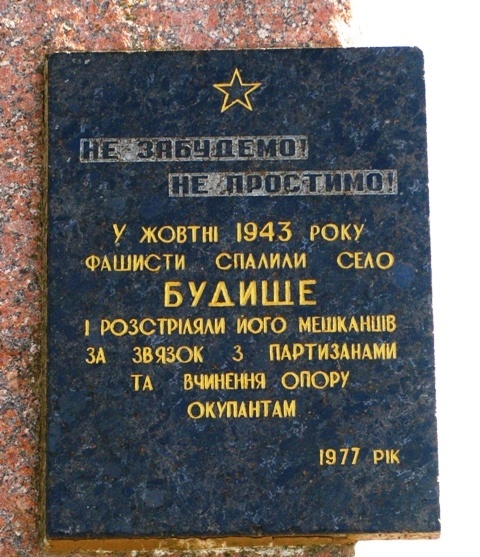 НЕ ЗАБУДЕМО!
НЕ ПРОСТИМО!
У ЖОВТНІ 1943 РОКУ
ФАШИСТИ СПАЛИЛИ СЕЛО
БУДИЩЕ
І РОЗСТРІЛЯЛИ ЙОГО МЕШКАНЦІВ
ЗА ЗВЯЗОК З ПАРТИЗАНАМИ
ТА ВЧИНЕННЯ ОПОРУ
ОКУПАНТАМ
1977 РІК